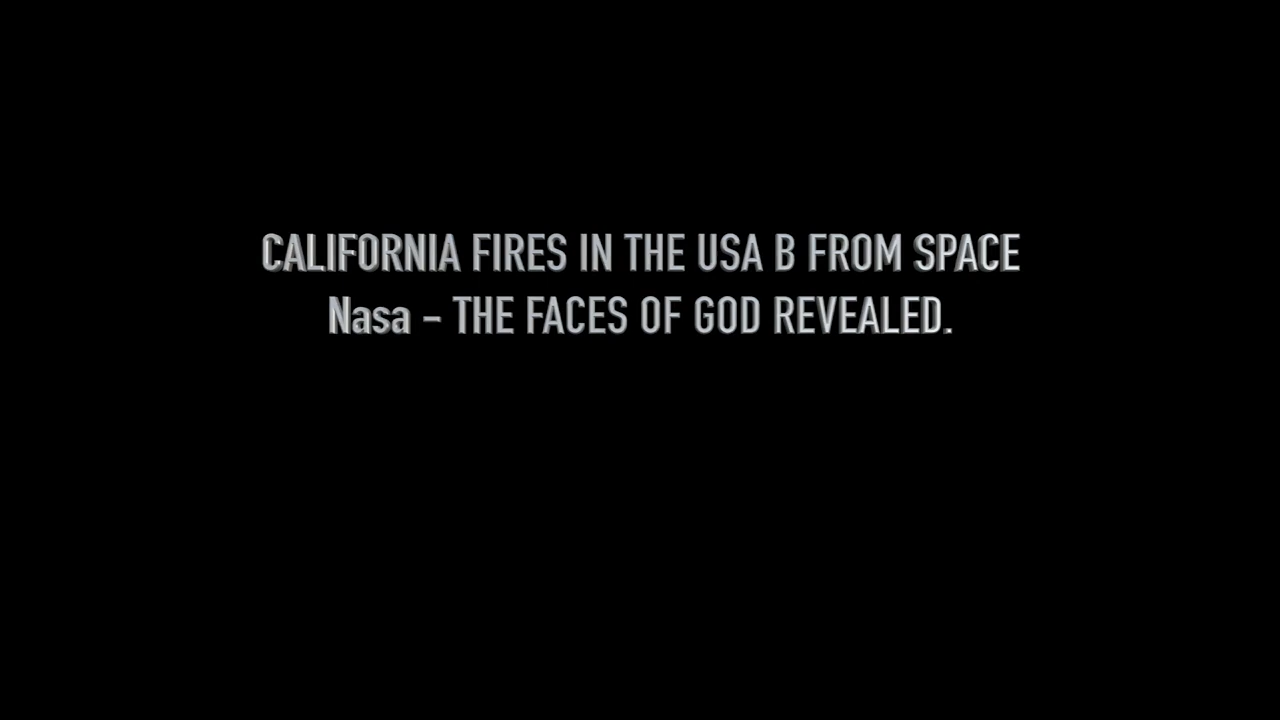 CALIFORNIA FIRES IN THE USA B FROM SPACE
Nasa – THE FACES OF GOD REVEALED.